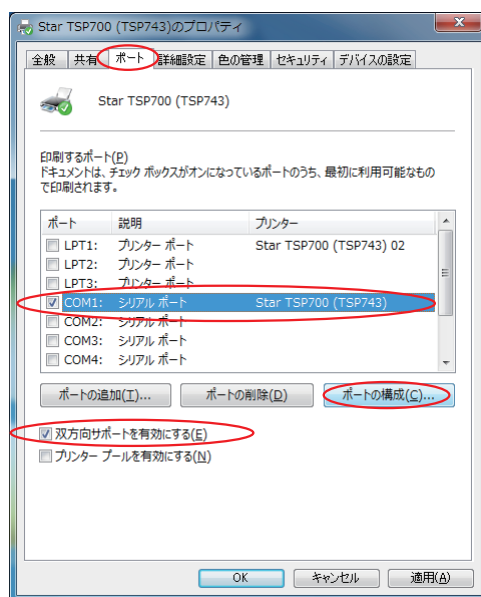 Star TSP700 (TSP743)のプロパティ
全般 共有 ポート 詳細設定 色の管理 セキュリティ デバイスの設定
Star TSP700 (TSP743)
印刷するポート(P)
ドキュメントは、チェック ボックスがオンになっているポートのうち、最初に利用可能なもの
で印刷されます。
ポート 説明 プリンター
LPT1: プリンター ポート Star TSP700 (TSP743) 02
LPT2: プリンター ポート
LPT3: プリンター ポート
COM1: シリアル ポート Star TSP700 (TSP743)
COM2: シリアル ポート
COM3: シリアル ポート
COM4: シリアル ポート
ポートの追加(T)... ポートの削除(D) ポートの構成(C)...
双方向サポートを有効にする(E)
プリンター プールを有効にする(N)
OK キャンセル 適用(A)